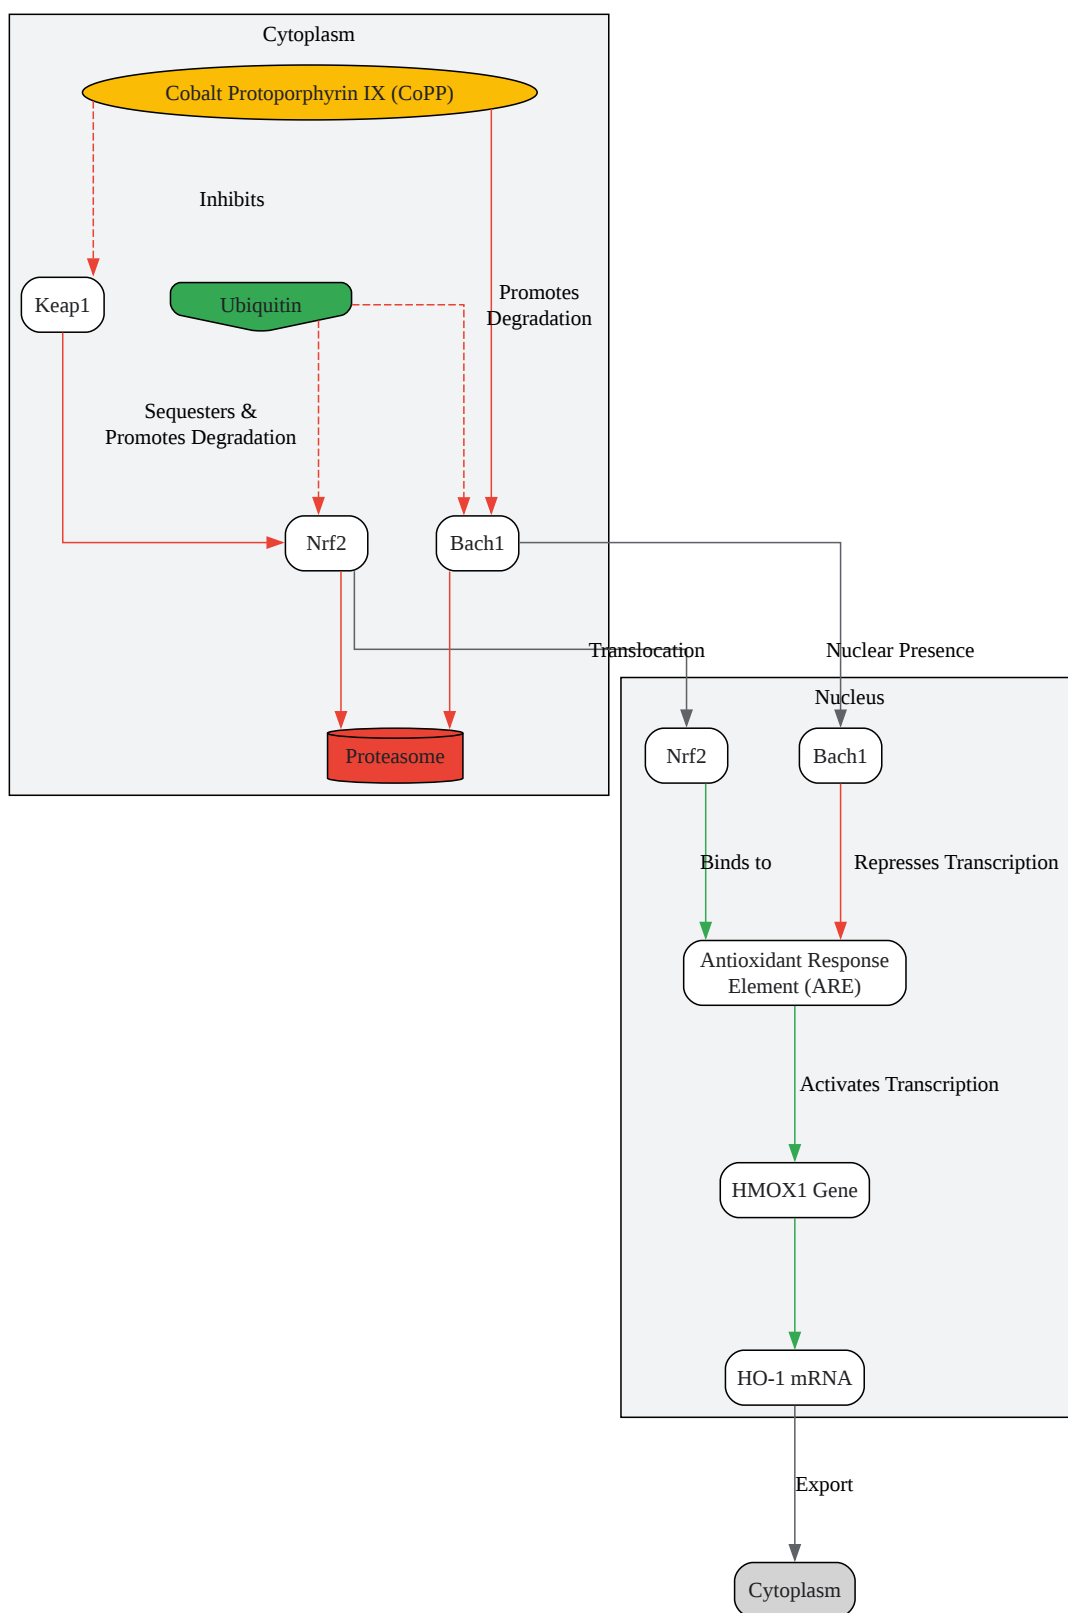 Cytoplasm
Cobalt Protoporphyrin IX (CoPP)
Inhibits
Keap1
Ubiquitin
Promotes
Degradation
Sequesters &
Promotes Degradation
Nrf2
Bach1
Translocation
Nuclear Presence
Nucleus
Nrf2
Bach1
Proteasome
Binds to
Represses Transcription
Antioxidant Response
Element (ARE)
Activates Transcription
HMOX1 Gene
HO-1 mRNA
Export
Cytoplasm